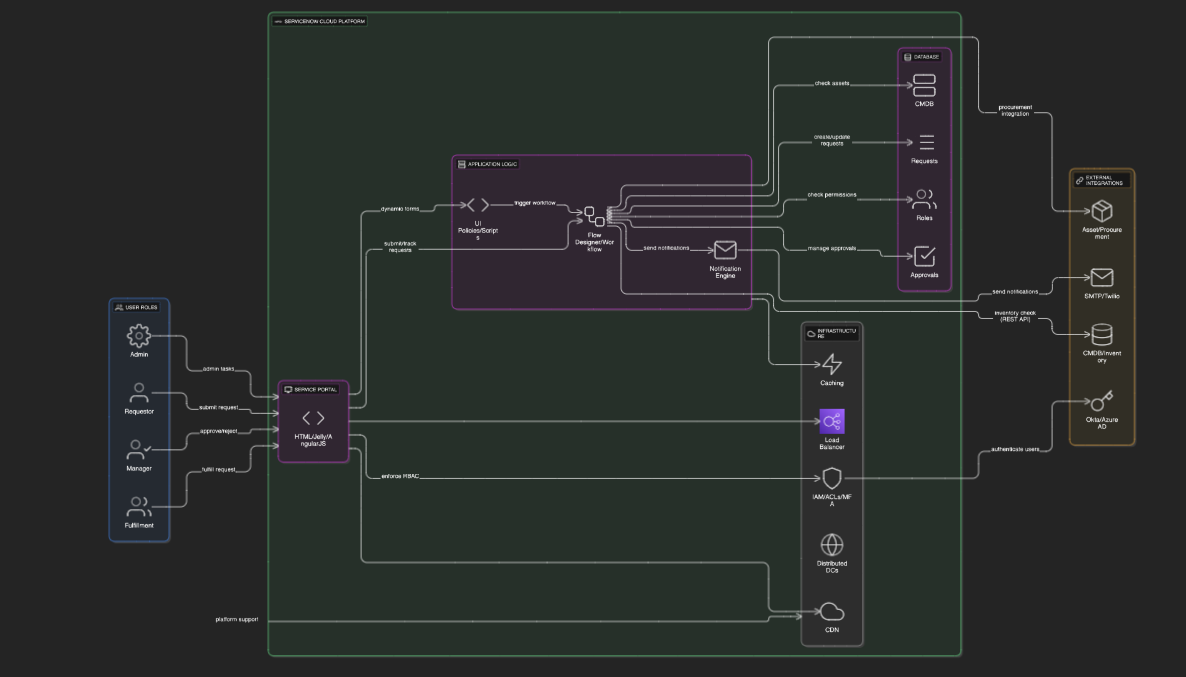 SERVICENOW CLOUD PLATFORM
DATABASE
CMDB
Requests
Roles
Approvals
check assets
create/update
requests
check permissions
manage approvals
procurement
integration
EXTERNAL
INTEGRATIONS
Asset/Procure
ment
SMTP/Twilio
CMDB/Invent
ory
Okta/Azure
AD
APPLICATION LOGIC
dynamic forms
UI
Policies/Script
s
trigger workflow
Flow
Designer/Wor
kflow
submit/track
requests
send notifications
Notification
Engine
send notifications
inventory check
(REST API)
USER ROLES
Admin
Requestor
Manager
Fulfillment
admin tasks
submit request
approve/reject
fulfill request
SERVICE PORTAL
HTML/Jelly/A
ngularJS
enforce RBAC
INFRASTRUCTU
RE
Caching
Load
Balancer
IAM/ACLs/MF
A
Distributed
DCs
CDN
authenticate users
platform support